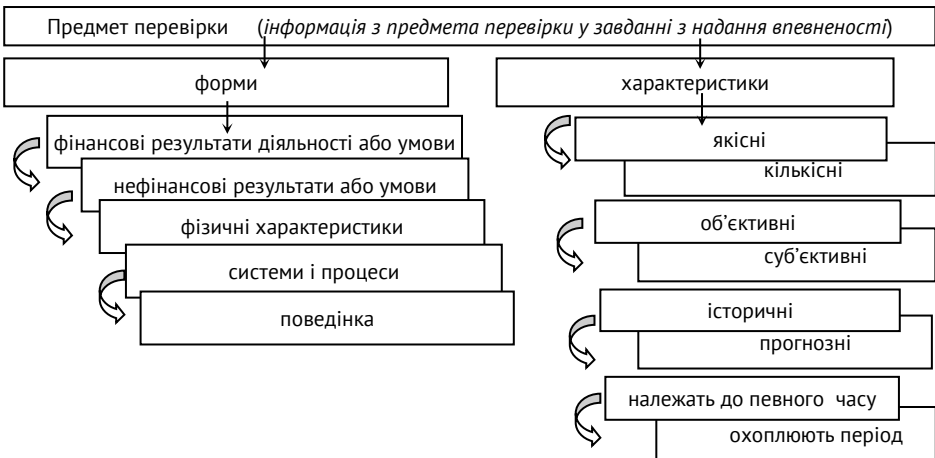 Предмет перевірки (інформація з предмета перевірки у завданні з надання впевненості)
форми
фінансові результати діяльності або умови
нефінансові результати або умови
фізичні характеристики
системи і процеси
поведінка
характеристики
якісні
кількісні
об’єктивні
суб’єктивні
історичні
прогнозні
належать до певного часу
охоплюють період